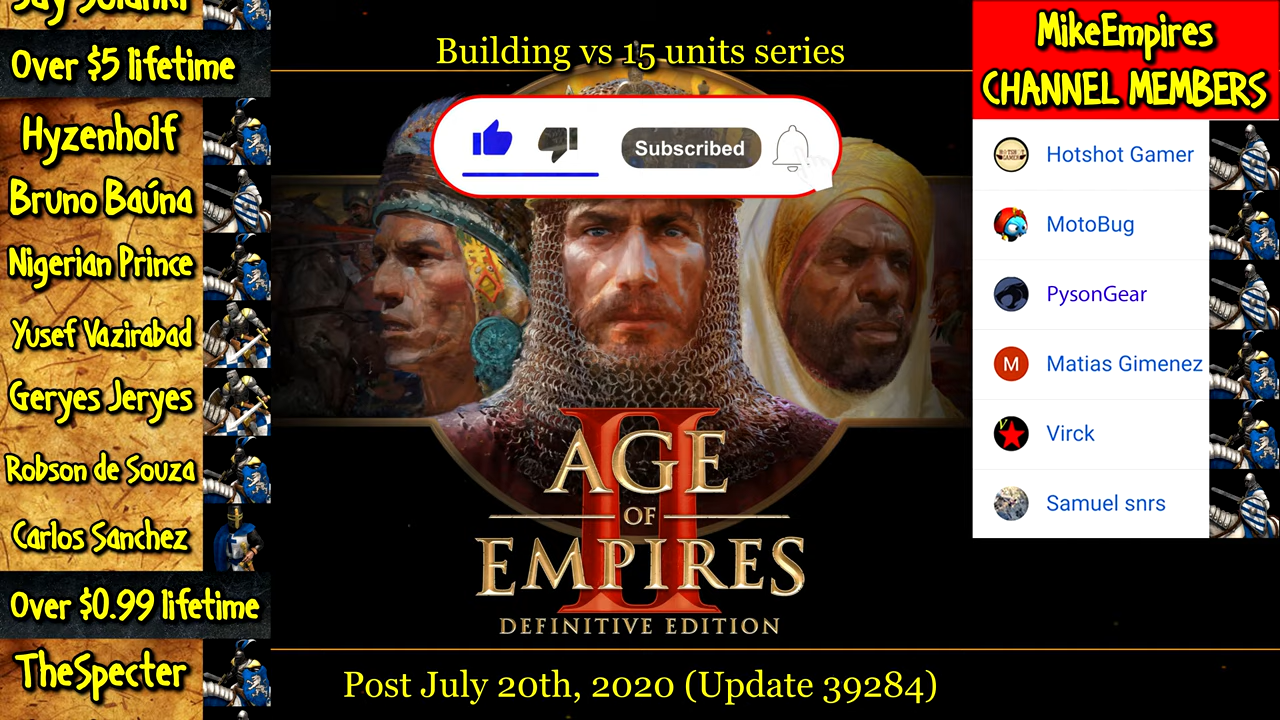 Jay Solanki
Over $5 lifetime
Hyzenholf
Bruno Baúna
Nigerian Prince
Yusef Vazirabad
Geryes Jeryes
Robson de Souza
Carlos Sanchez
Over $0.99 lifetime
TheSpecter
Building vs 15 units series
Subscribed
AGE
OF
II
EMPIRES
DEFINITIVE EDITION
Post July 20th, 2020 (Update 39284)
MikeEmpires
CHANNEL MEMBERS
Hotshot Gamer
MotoBug
PysonGear
M
Matias Gimenez
Virck
Samuel snrs